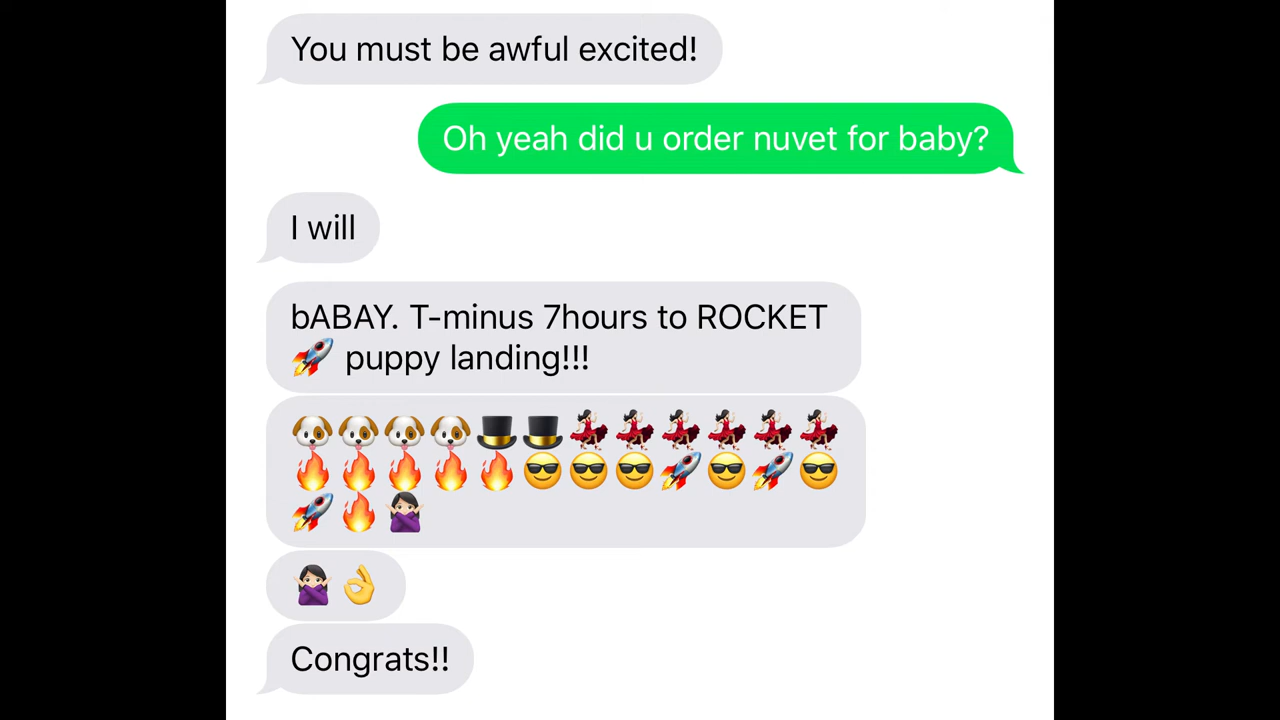 You must be awful excited!
Oh yeah did u order nuvet for baby?
I will
bABAY. T-minus 7hours to ROCKET
🚀 puppy landing!!!
🐶🐶🐶🐶🎩🎩💃🏻💃🏻💃🏻💃🏻💃🏻💃🏻
🔥🔥🔥🔥🔥😎😎😎🚀😎🚀😎
🚀🔥🙅🏻
🙅🏻👌
Congrats!!